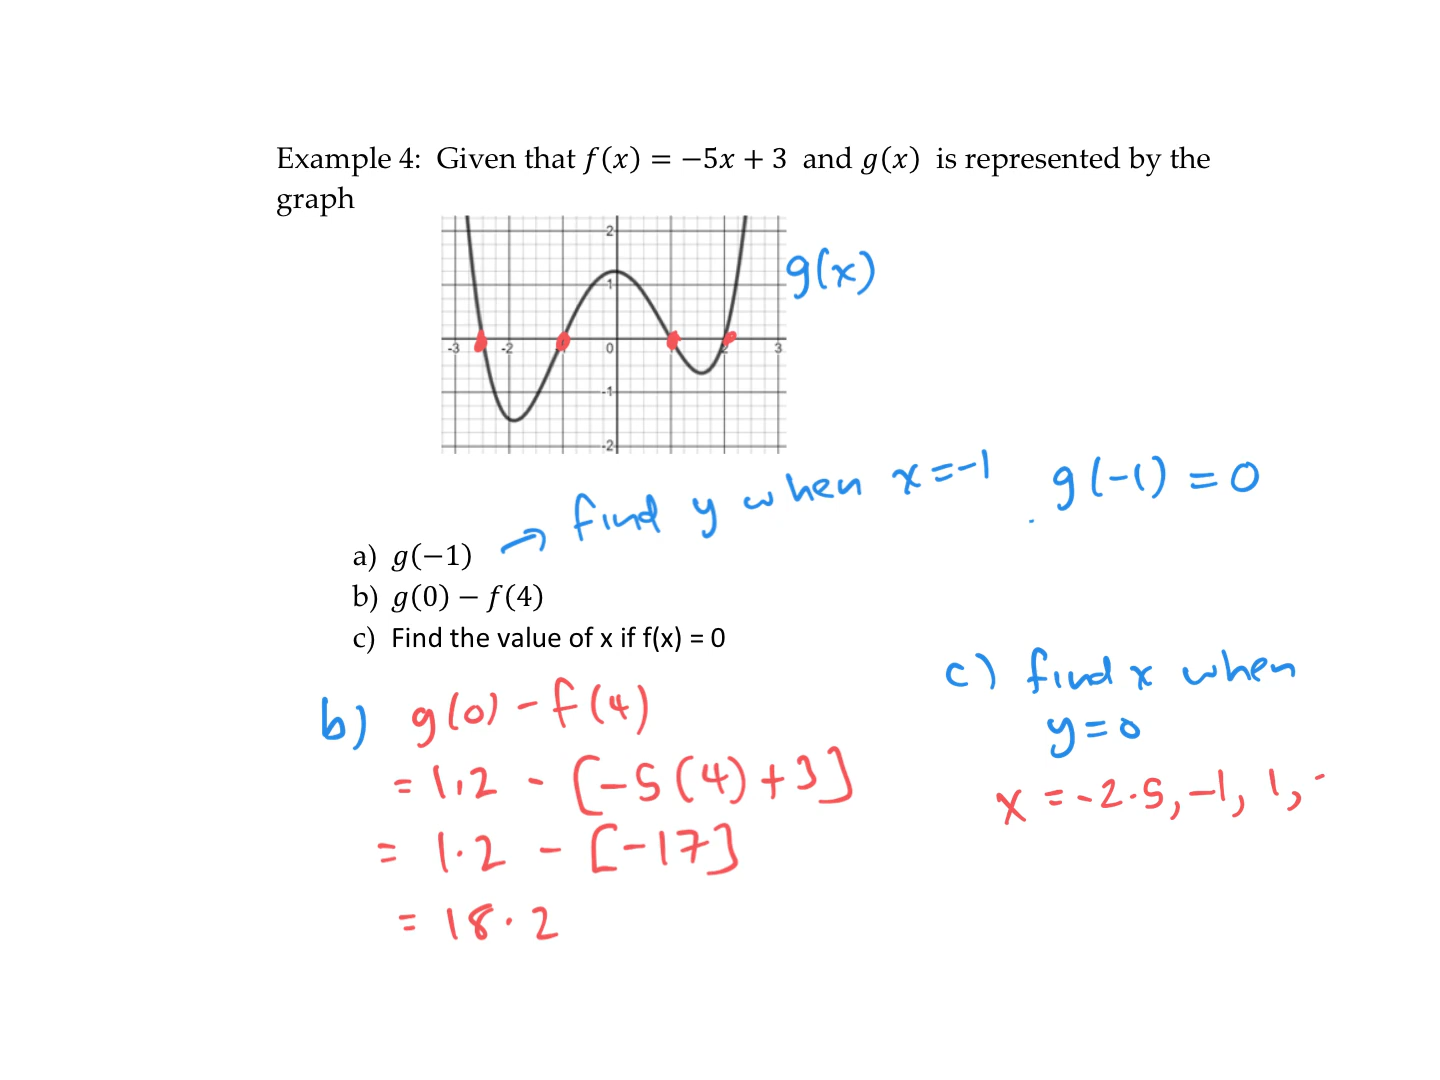 Example 4: Given that f(x) = −5x + 3 and g(x) is represented by the
graph
2
g(x)
1
-3 -2 0 2 3
-1
-2
→ find y when x=-1 g(-1) = 0
a) g(−1)
b) g(0) − f(4)
c) Find the value of x if f(x) = 0
c) find x when
y=0
x = -2.5, -1, 1,
b) g(0) - f(4)
= 1.2 - [-5(4)+3]
= 1.2 - [-17]
= 18.2